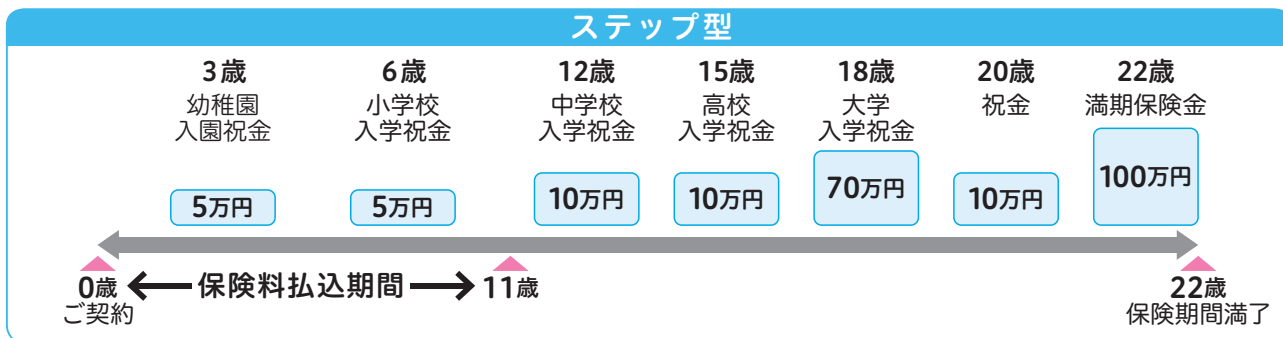 ステップ型
3歳
幼稚園
入園祝金
5万円
6歳
小学校
入学祝金
5万円
12歳
中学校
入学祝金
10万円
15歳
高校
入学祝金
10万円
18歳
大学
入学祝金
70万円
20歳
祝金
10万円
22歳
満期保険金
100万円
0歳
ご契約
保険料払込期間
11歳
22歳
保険期間満了